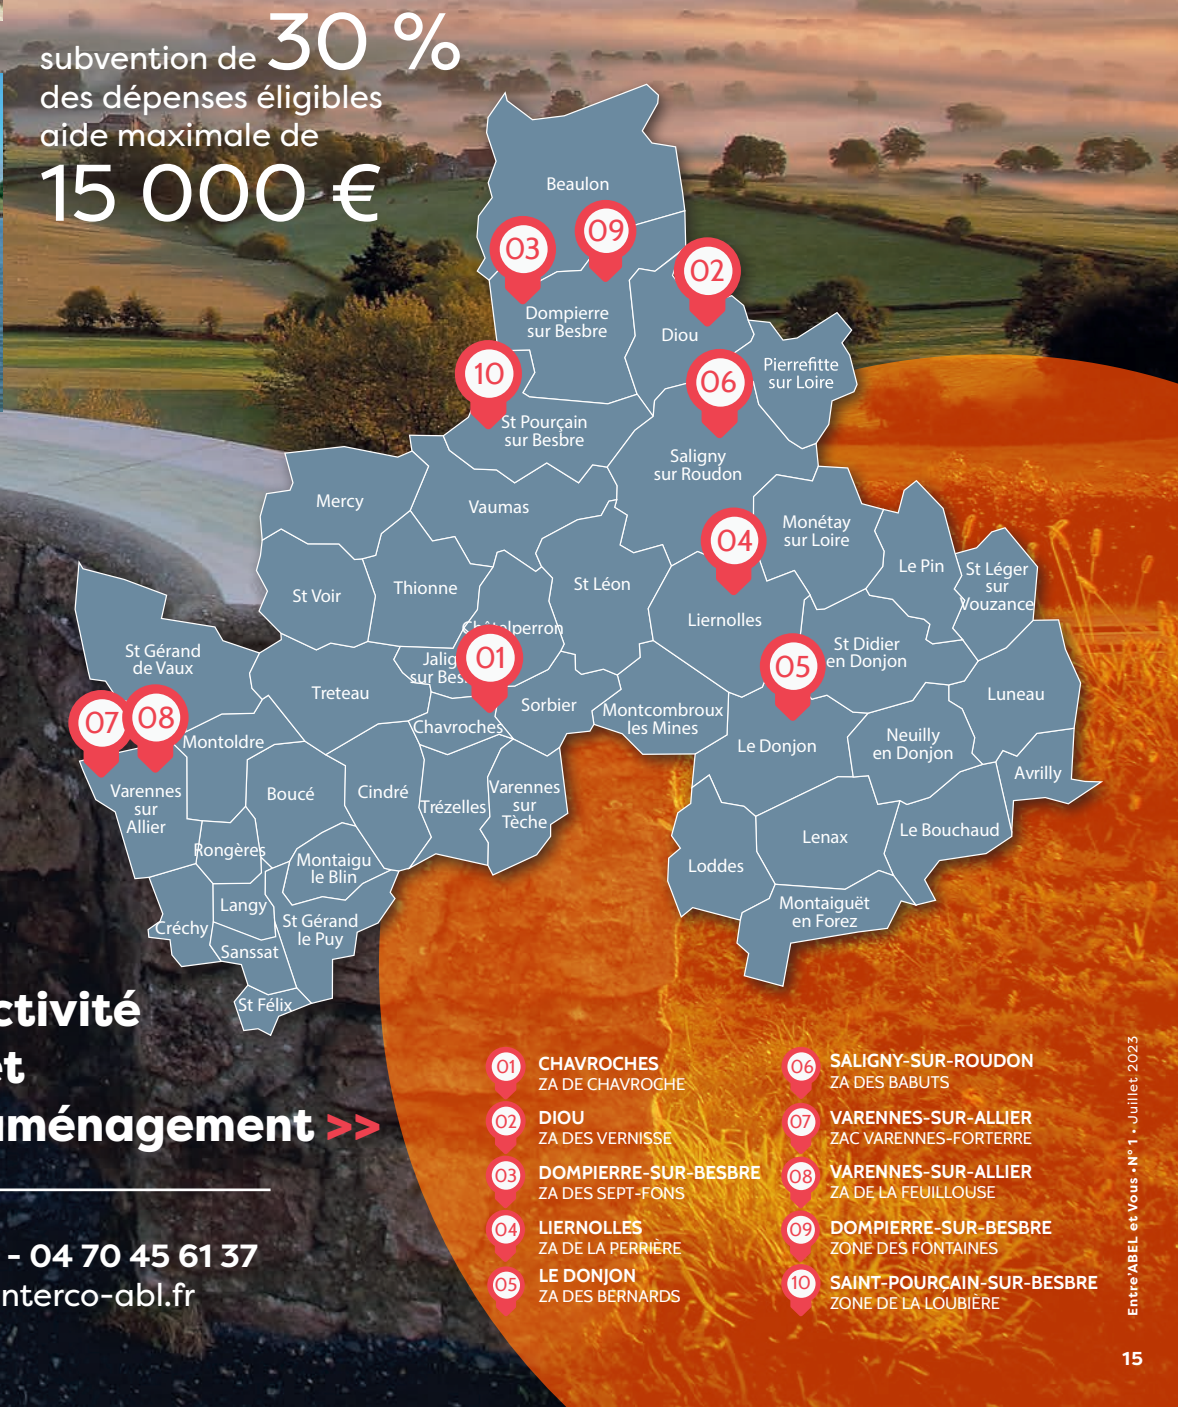 subvention de 30 %
des dépenses éligibles
aide maximale de
15 000 €
Beaulon
03
09
02
Dompierre
sur Besbre
Diou
Pierrefitte
sur Loire
10
06
St Pourçain
sur Besbre
Saligny
sur Roudon
Mercy
Vaumas
Monétay
sur Loire
04
Le Pin
St Léger
sur
Vouzance
St Voir
Thionne
St Léon
Liernolles
Châtelperron
St Gérand
de Vaux
Jalig
sur Bes
01
St Didier
en Donjon
05
Treteau
Sorbier
Montcombroux
les Mines
Luneau
07
08
Montoldre
Chavroches
Le Donjon
Neuilly
en Donjon
Avrilly
Varennes
sur
Allier
Boucé
Cindré
Trézelles
Varennes
sur
Tèche
Rongères
Montaigu
le Blin
Lenax
Le Bouchaud
Loddes
Langy
Créchy
St Gérand
le Puy
Montaiguët
en Forez
Sanssat
St Félix
ctivité
et
aménagement >>
- 04 70 45 61 37
nterco-abl.fr
01 CHAVROCHES
ZA DE CHAVROCHE
02 DIOU
ZA DES VERNISSE
03 DOMPIERRE-SUR-BESBRE
ZA DES SEPT-FONS
04 LIERNOLLES
ZA DE LA PERRIÈRE
05 LE DONJON
ZA DES BERNARDS
06 SALIGNY-SUR-ROUDON
ZA DES BABUTS
07 VARENNES-SUR-ALLIER
ZAC VARENNES-FORTERRE
08 VARENNES-SUR-ALLIER
ZA DE LA FEUILLOUSE
09 DOMPIERRE-SUR-BESBRE
ZONE DES FONTAINES
10 SAINT-POURÇAIN-SUR-BESBRE
ZONE DE LA LOUBIÈRE
Entre'ABEL et Vous • N° 1 • Juillet 2023
15